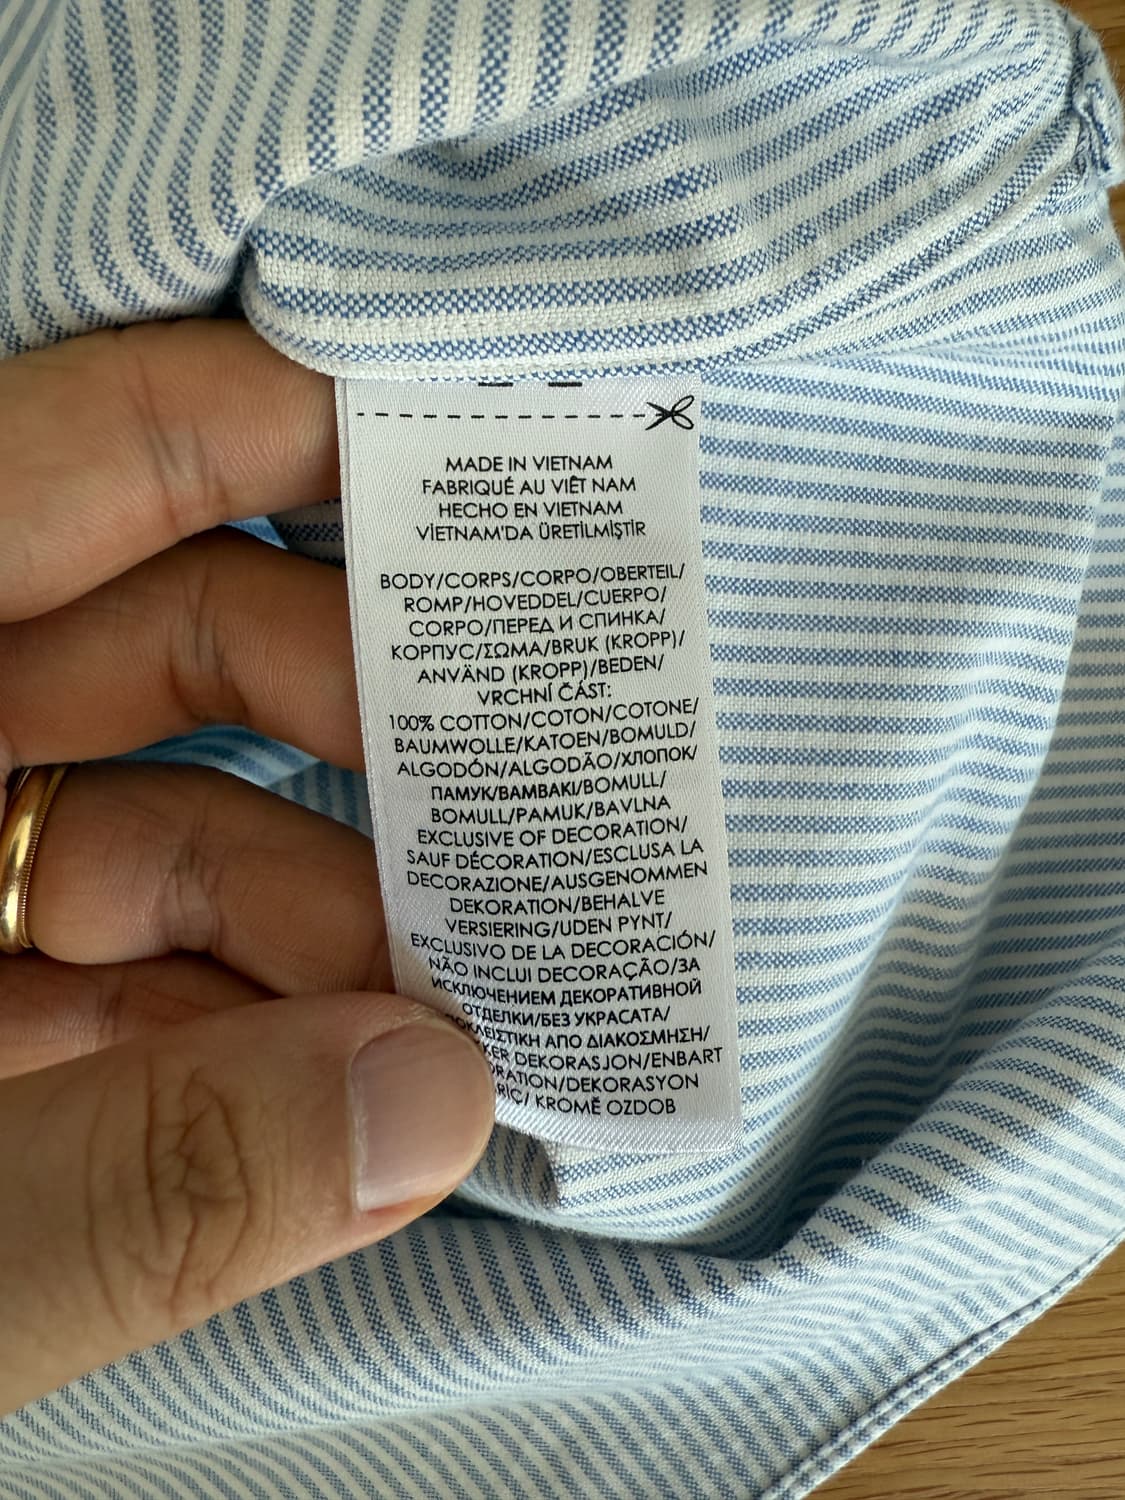 MADE IN VIETNAM
FABRIQUÉ AU VIÊT NAM
HECHO EN VIETNAM
VİETNAM'DA ÜRETİLMİŞTİR
BODY/CORPS/CORPO/OBERTEIL/
ROMP/HOVEDDEL/CUERPO/
CORPO/ПЕРЕД И СПИНКА/
КОРПУС/ΣΩΜΑ/BRUK (KROPP)/
ANVÄND (KROPP)/BEDEN/
VRCHNÍ ČÁST:
100% COTTON/COTON/COTONE/
BAUMWOLLE/KATOEN/BOMULD/
ALGODÓN/ALGODÃO/ХЛОПОК/
ПАМУК/ΒΑΜΒΑΚΙ/BOMULL/
BOMULL/PAMUK/BAVLNA
EXCLUSIVE OF DECORATION/
SAUF DÉCORATION/ESCLUSA LA
DECORAZIONE/AUSGENOMMEN
DEKORATION/BEHALVE
VERSIERING/UDEN PYNT/
EXCLUSIVO DE LA DECORACIÓN/
NÃO INCLUI DECORAÇÃO/ЗА
ИСКЛЮЧЕНИЕМ ДЕКОРАТИВНОЙ
ОТДЕЛКИ/БЕЗ УКРАСАТА/
ΑΠΟ ΔΙΑΚΟΣΜΗΣΗ/
DEKORASJON/ENBART
/DEKORASYON
/ KROMĚ OZDOB